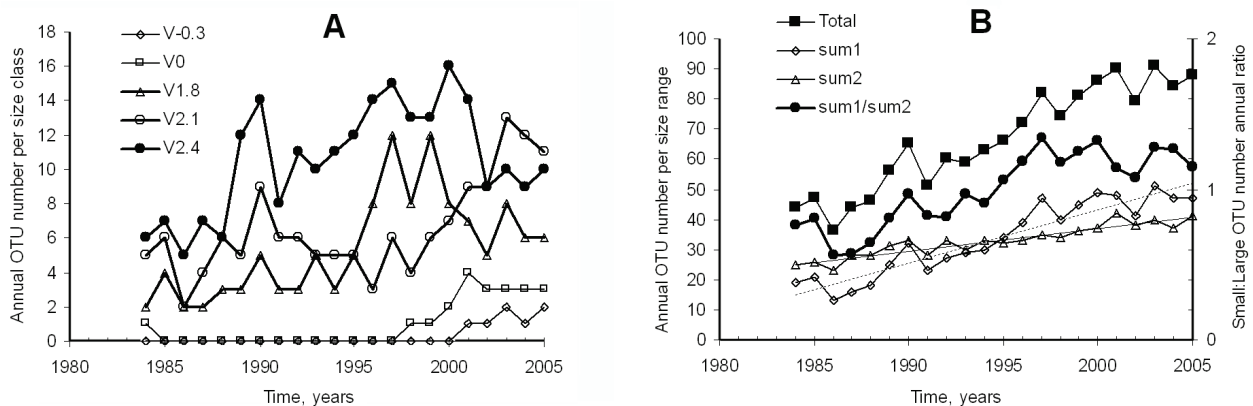 A
V-0.3
V0
V1.8
V2.1
V2.4
Annual OTU number per size class
18
16
14
12
10
8
6
4
2
0
1980
1985
1990
1995
2000
2005
Time, years
B
Total
sum1
sum2
sum1/sum2
Annual OTU number per size range
100
90
80
70
60
50
40
30
20
10
0
2
1
0
Small:Large OTU number annual ratio
1980
1985
1990
1995
2000
2005
Time, years